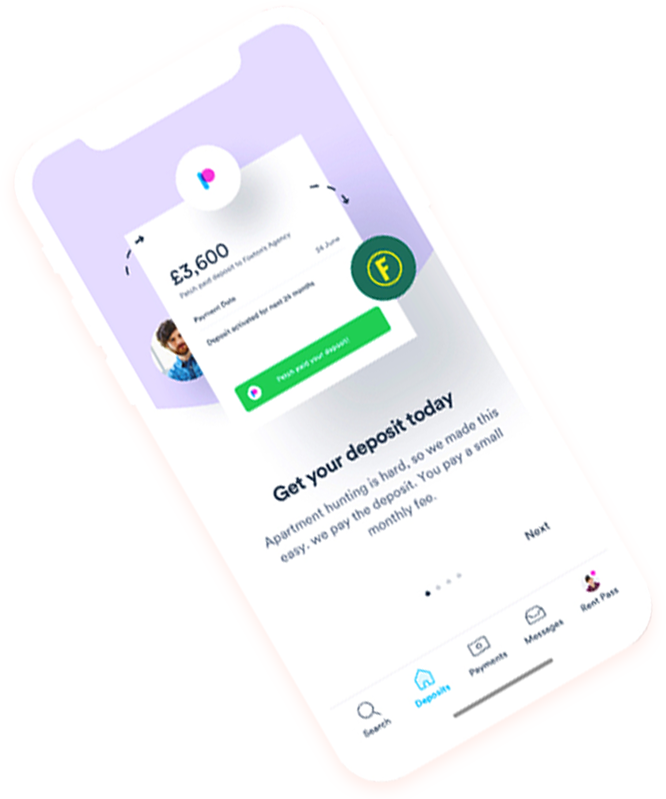 £3,600
Fetch paid deposit to Foxtons Agency
Payment Date
24 June
Deposit activated for next 24 months
Fetch paid your deposit!
F
Get your deposit today
Apartment hunting is hard, so we made this
easy, we pay the deposit. You pay a small
monthly fee.
Next
Search
Deposits
Payments
Messages
Rent Pass